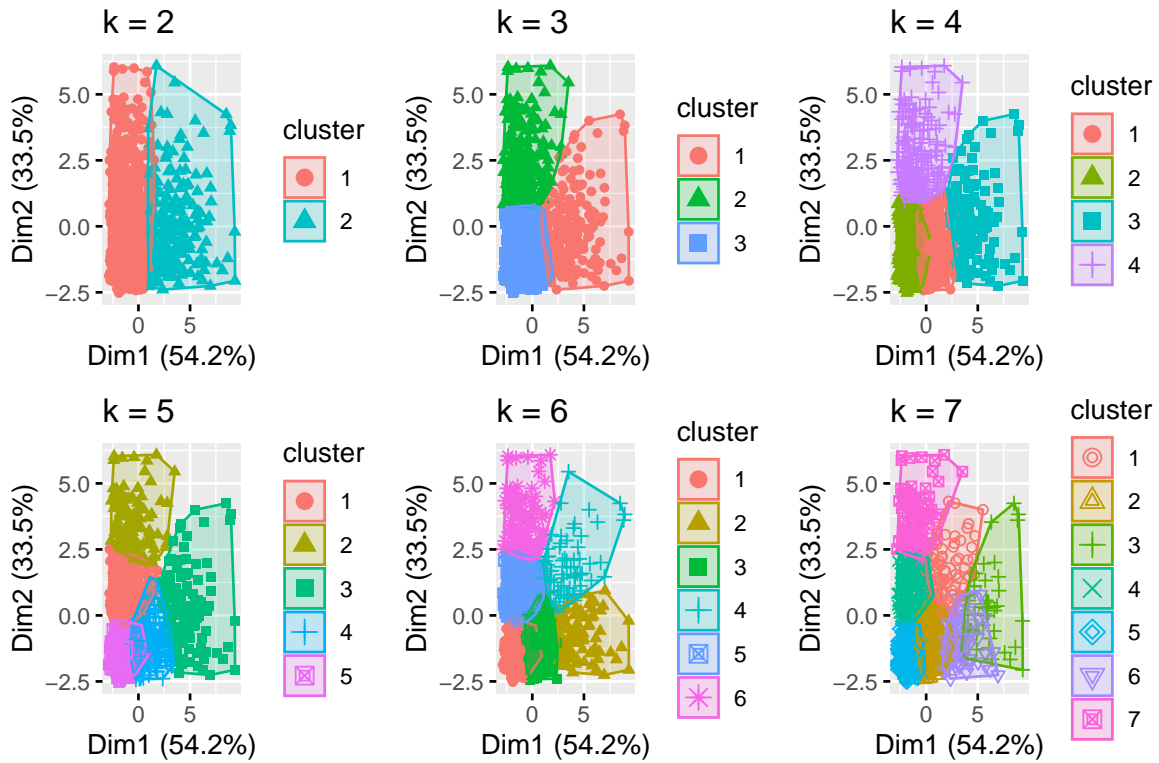 k = 2
5.0
2.5
0.0
−2.5
0
5
Dim1 (54.2%)
Dim2 (33.5%)
cluster
1
2
k = 3
5.0
2.5
0.0
−2.5
0
5
Dim1 (54.2%)
Dim2 (33.5%)
cluster
1
2
3
k = 4
5.0
2.5
0.0
−2.5
0
5
Dim1 (54.2%)
Dim2 (33.5%)
cluster
1
2
3
4
k = 5
5.0
2.5
0.0
−2.5
0
5
Dim1 (54.2%)
Dim2 (33.5%)
cluster
1
2
3
4
5
k = 6
5.0
2.5
0.0
−2.5
0
5
Dim1 (54.2%)
Dim2 (33.5%)
cluster
1
2
3
4
5
6
k = 7
5.0
2.5
0.0
−2.5
0
5
Dim1 (54.2%)
Dim2 (33.5%)
cluster
1
2
3
4
5
6
7